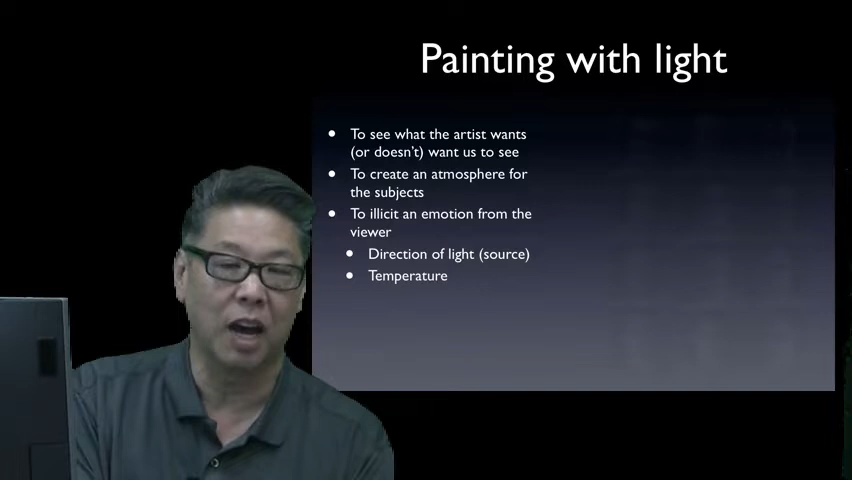 Painting with light
• To see what the artist wants
(or doesn't) want us to see
• To create an atmosphere for
the subjects
• To illicit an emotion from the
viewer
• Direction of light (source)
• Temperature